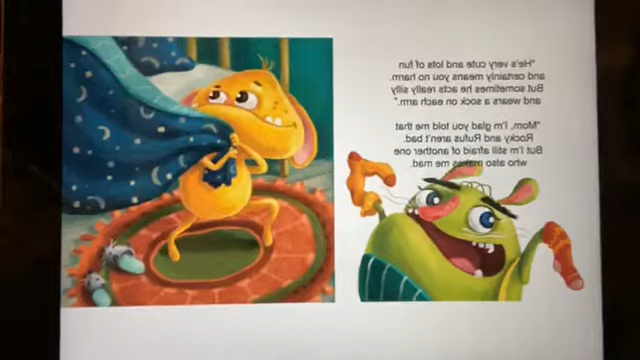 "He's very cute and lots of fun
and certainly means you no harm.
But sometimes he acts really silly
and wears a sock on each arm."
"Mom, I'm glad you told me that
Rocky and Rufus aren't bad.
But I'm still afraid of another one
who also makes me mad.